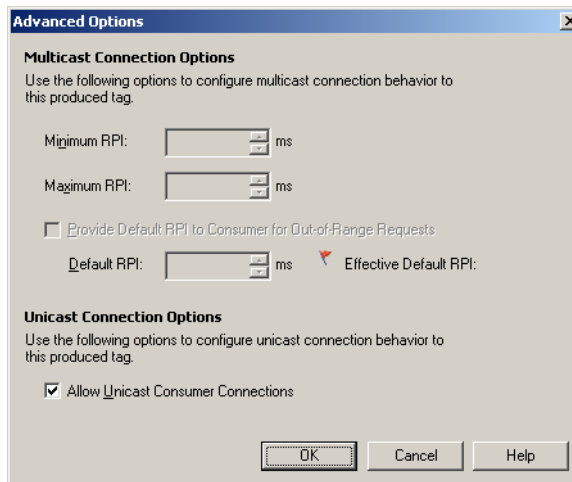 Advanced Options
Multicast Connection Options
Use the following options to configure multicast connection behavior to
this produced tag.
Minimum RPI: ms
Maximum RPI: ms
Provide Default RPI to Consumer for Out-of-Range Requests
Default RPI: ms Effective Default RPI:
Unicast Connection Options
Use the following options to configure unicast connection behavior to
this produced tag.
Allow Unicast Consumer Connections
OK Cancel Help